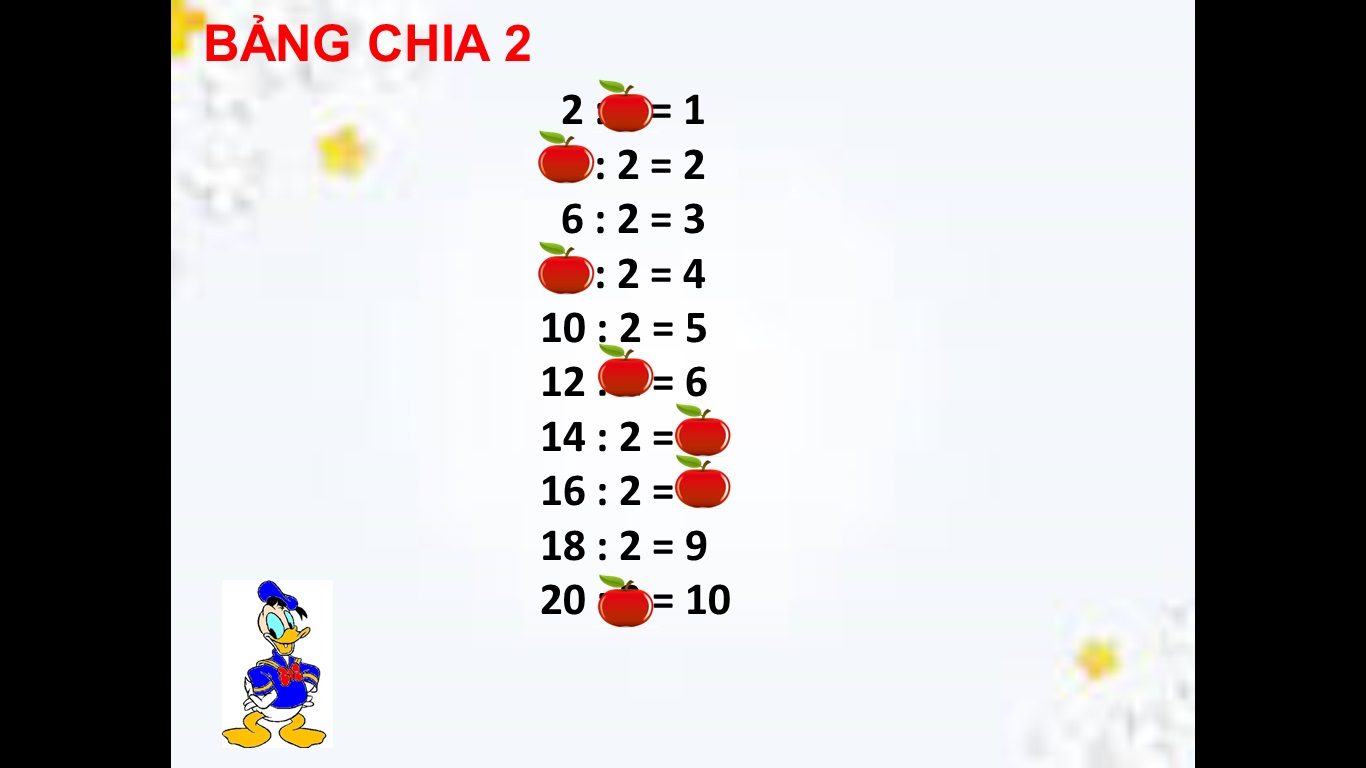 BẢNG CHIA 2
2 : = 1
: 2 = 2
6 : 2 = 3
: 2 = 4
10 : 2 = 5
12 : = 6
14 : 2 =
16 : 2 =
18 : 2 = 9
20 : = 10